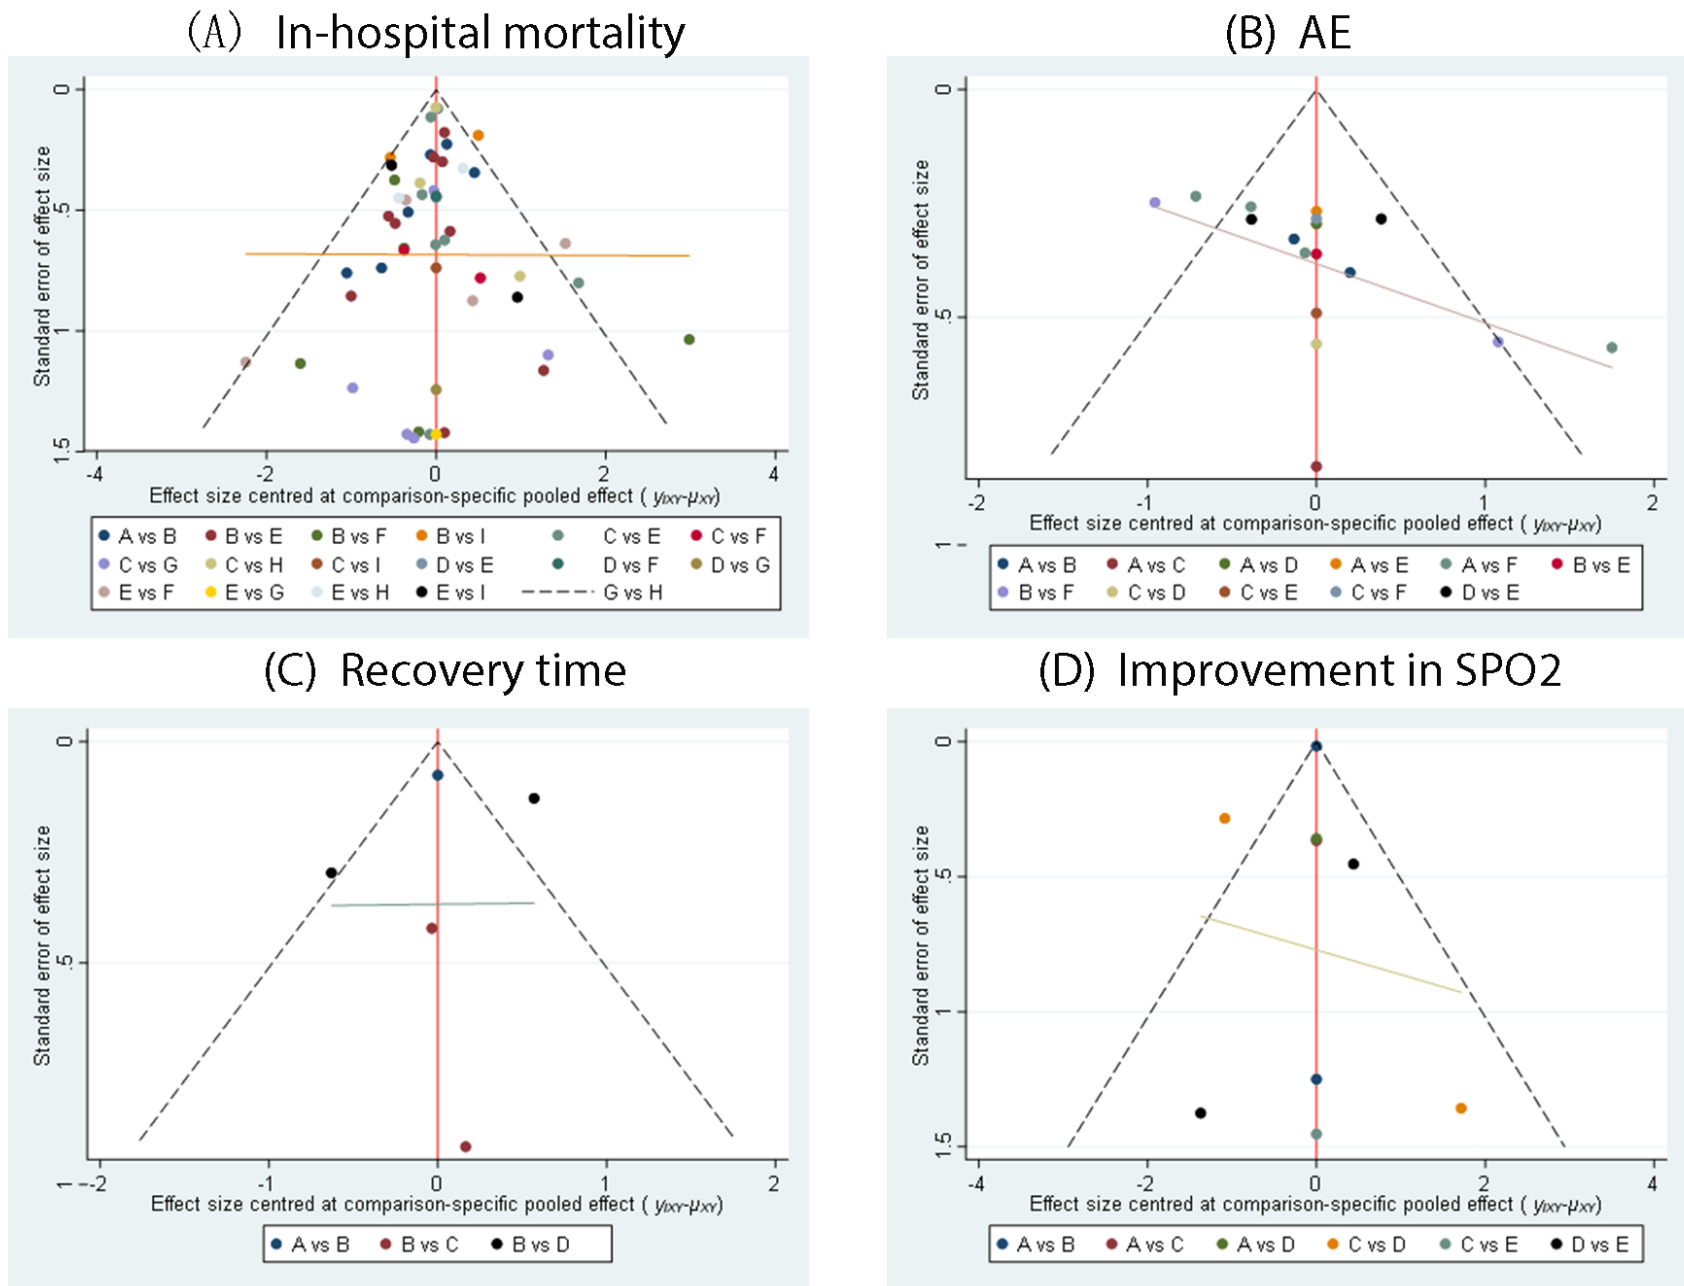 (A) In-hospital mortality
Standard error of effect size
0
.5
1
1.5
-4 -2 0 2 4
Effect size centred at comparison-specific pooled effect ( yiXY-μXY)
A vs B B vs E B vs F B vs I C vs E C vs F
C vs G C vs H C vs I D vs E D vs F D vs G
E vs F E vs G E vs H E vs I G vs H
(B) AE
Standard error of effect size
0
.5
1
-2 -1 0 1 2
Effect size centred at comparison-specific pooled effect ( yiXY-μXY)
A vs B A vs C A vs D A vs E A vs F B vs E
B vs F C vs D C vs E C vs F D vs E
(C) Recovery time
Standard error of effect size
0
.5
1
-2 -1 0 1 2
Effect size centred at comparison-specific pooled effect ( yiXY-μXY)
A vs B B vs C B vs D
(D) Improvement in SPO2
Standard error of effect size
0
.5
1
1.5
-4 -2 0 2 4
Effect size centred at comparison-specific pooled effect ( yiXY-μXY)
A vs B A vs C A vs D C vs D C vs E D vs E